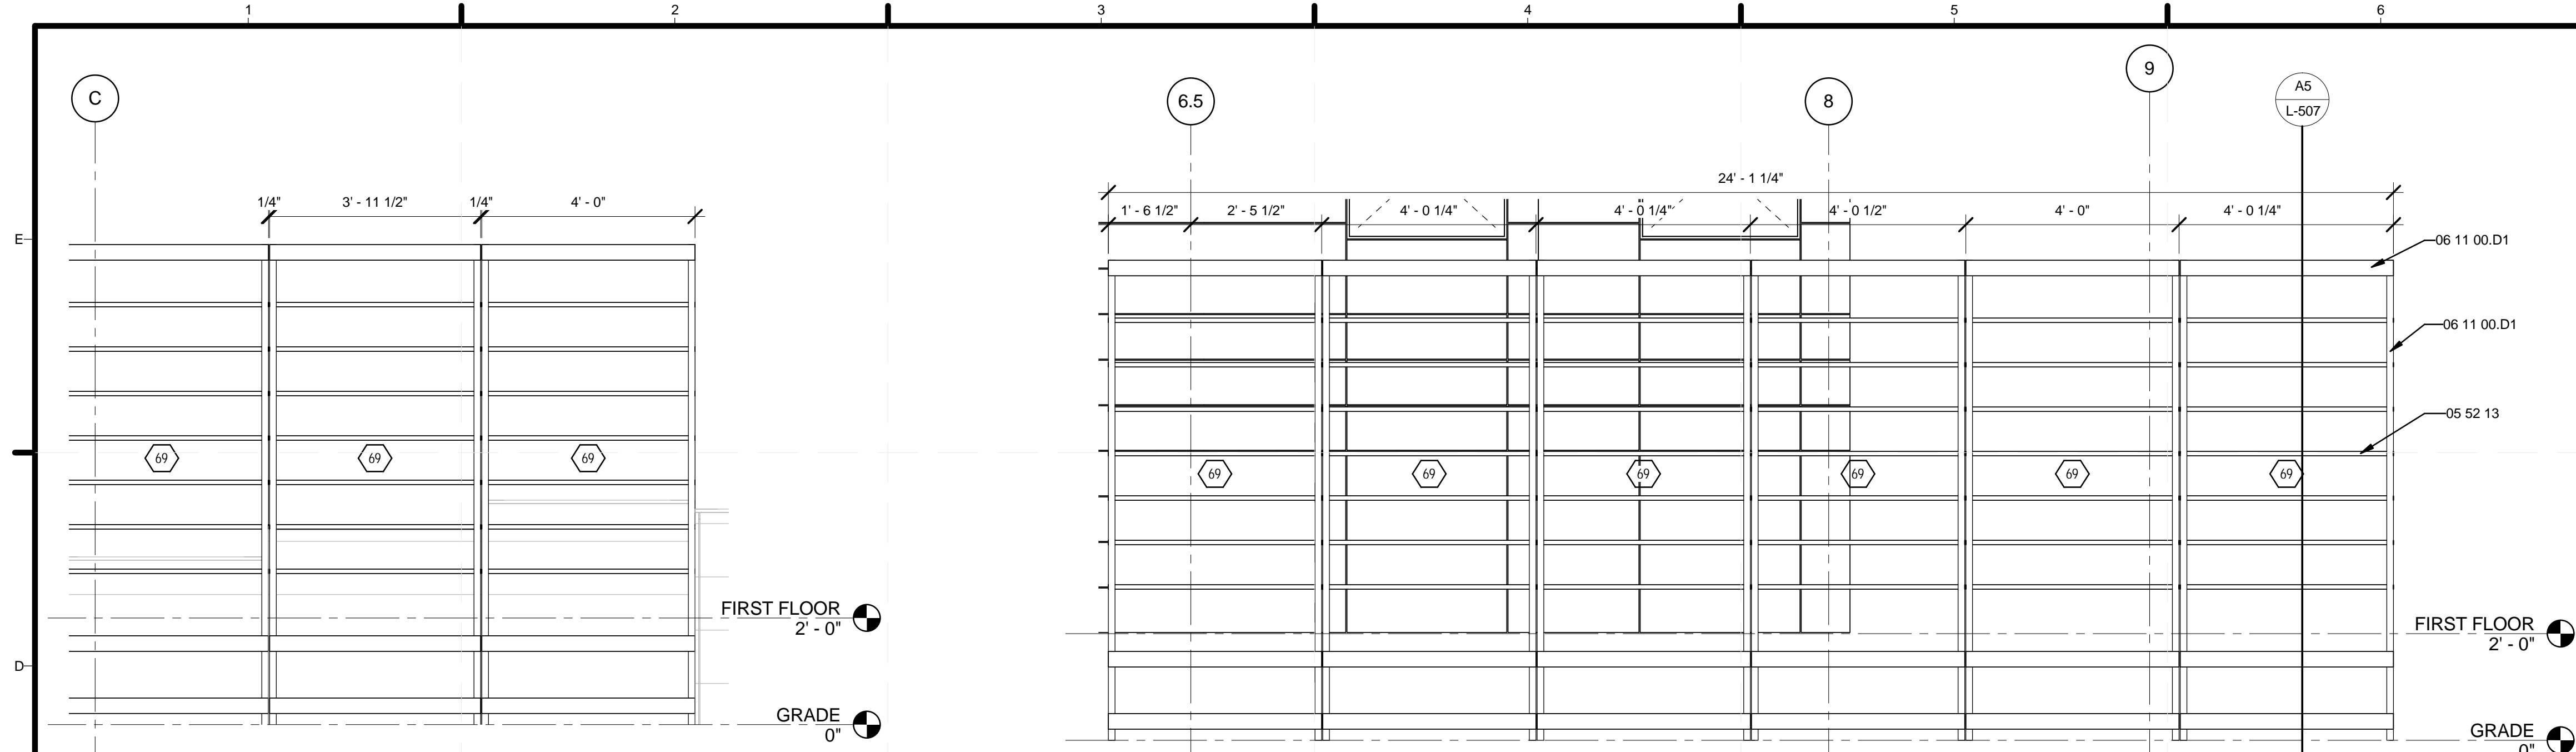 1
2
3
4
5
6
C
6.5
8
9
A5
L-507
24' - 1 1/4"
1/4"
3' - 11 1/2"
1/4"
4' - 0"
1' - 6 1/2"
2' - 5 1/2"
4' - 0 1/4"
4' - 0 1/4"
4' - 0 1/2"
4' - 0"
4' - 0 1/4"
E
06 11 00.D1
06 11 00.D1
05 52 13
69
69
69
69
69
69
69
69
69
FIRST FLOOR
2' - 0"
FIRST FLOOR
2' - 0"
D
GRADE
0"
GRADE
0"